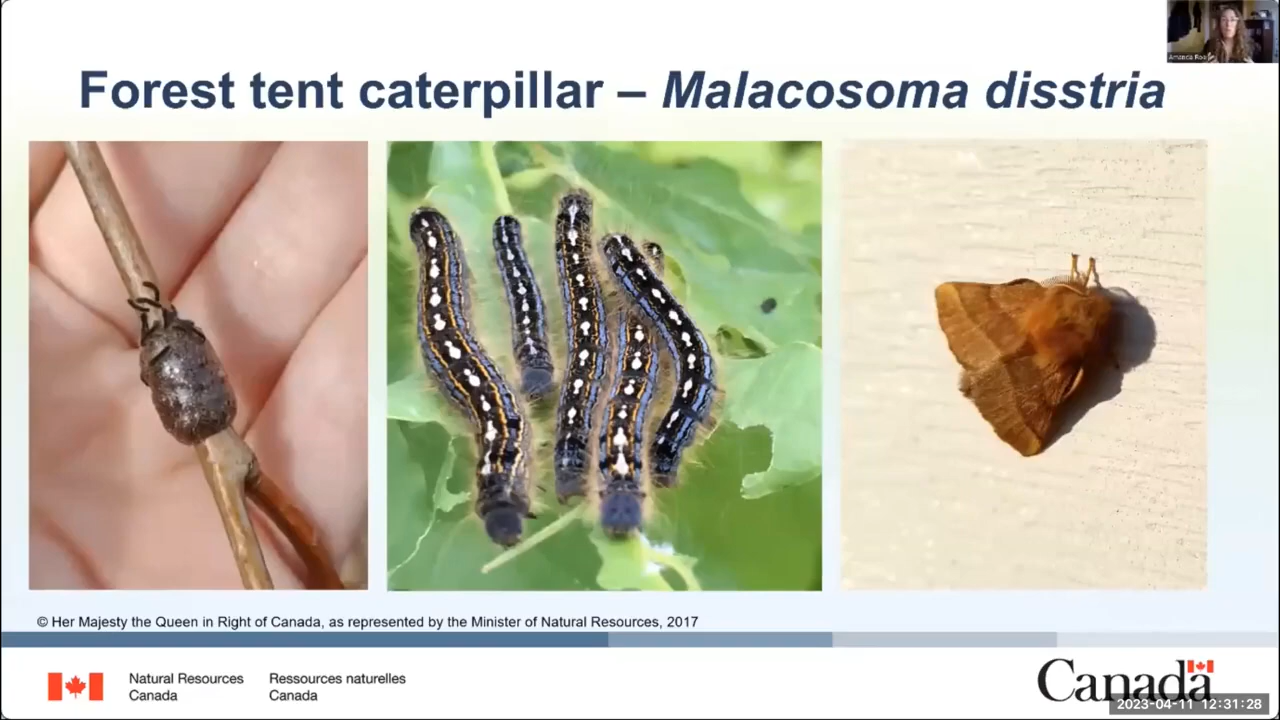 Forest tent caterpillar – Malacosoma disstria
© Her Majesty the Queen in Right of Canada, as represented by the Minister of Natural Resources, 2017
Natural Resources
Canada
Ressources naturelles
Canada
Canada
2023-04-11 12:31:28